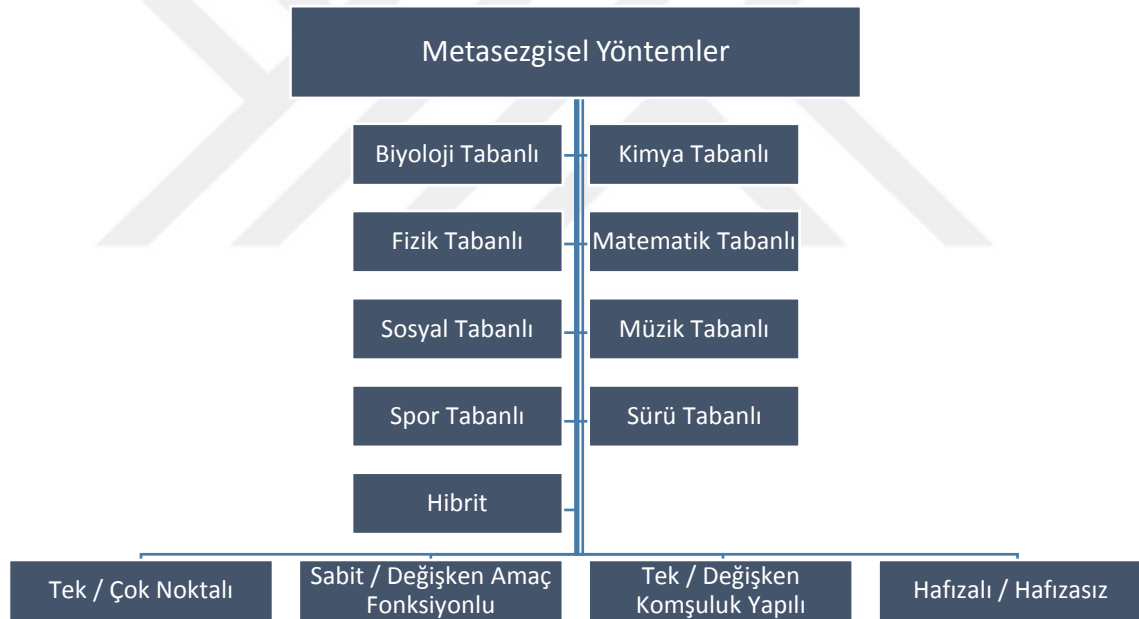 Metasezgisel Yöntemler
Biyoloji Tabanlı
Kimya Tabanlı
Fizik Tabanlı
Matematik Tabanlı
Sosyal Tabanlı
Müzik Tabanlı
Spor Tabanlı
Sürü Tabanlı
Hibrit
Tek / Çok Noktalı
Sabit / Değişken Amaç
Fonksiyonlu
Tek / Değişken
Komşuluk Yapılı
Hafızalı / Hafızasız